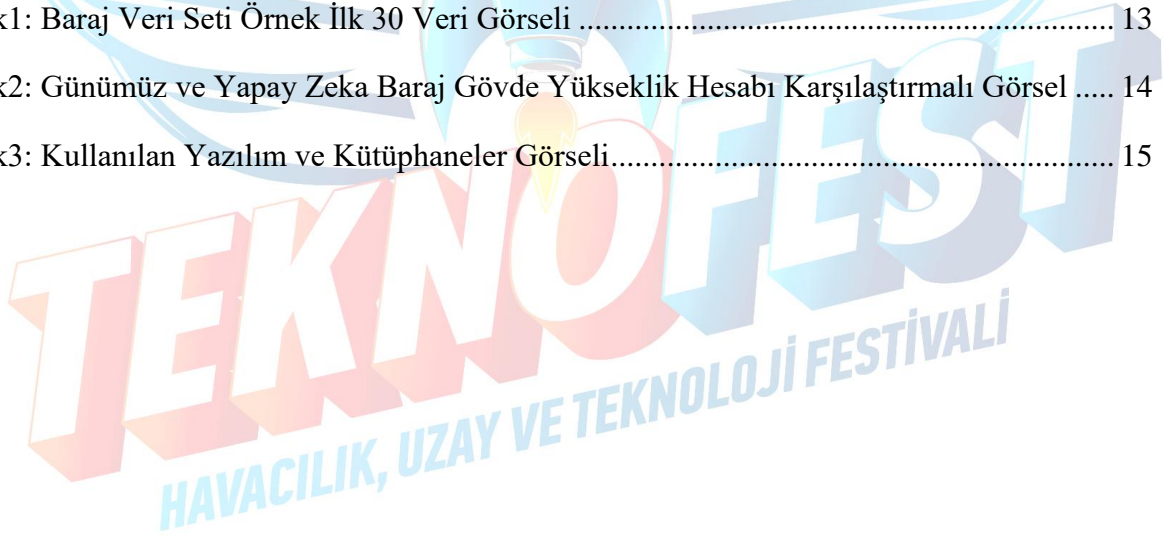 k1: Baraj Veri Seti Örnek İlk 30 Veri Görseli ........................................................................ 13
k2: Günümüz ve Yapay Zeka Baraj Gövde Yükseklik Hesabı Karşılaştırmalı Görsel ..... 14
k3: Kullanılan Yazılım ve Kütüphaneler Görseli.................................................................... 15
TEKNOFEST
HAVACILIK, UZAY VE TEKNOLOJİ FESTİVALİ